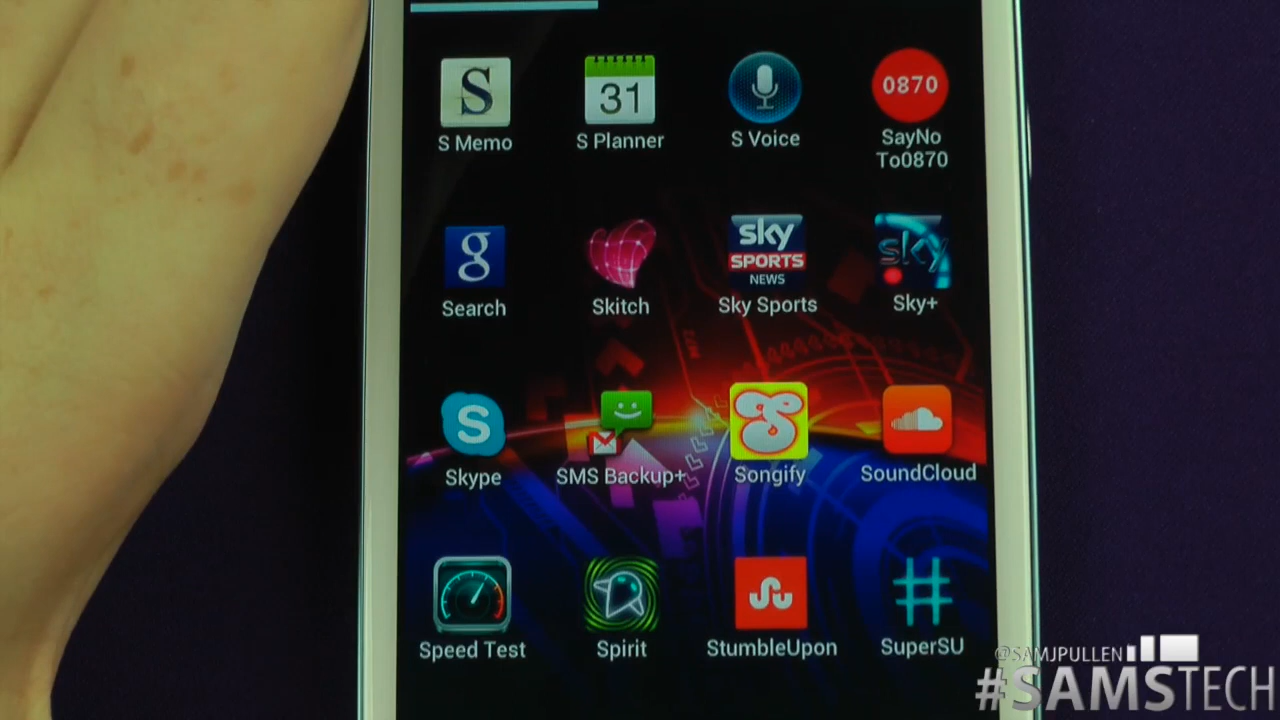 S
31
0870
S Memo
S Planner
S Voice
SayNo
To0870
g
sky
SPORTS
NEWS
sky
Search
Skitch
Sky Sports
Sky+
S
Skype
SMS Backup+
Songify
SoundCloud
Speed Test
Spirit
StumbleUpon
SuperSU
@SAMJPULLEN
#SAMSTECH